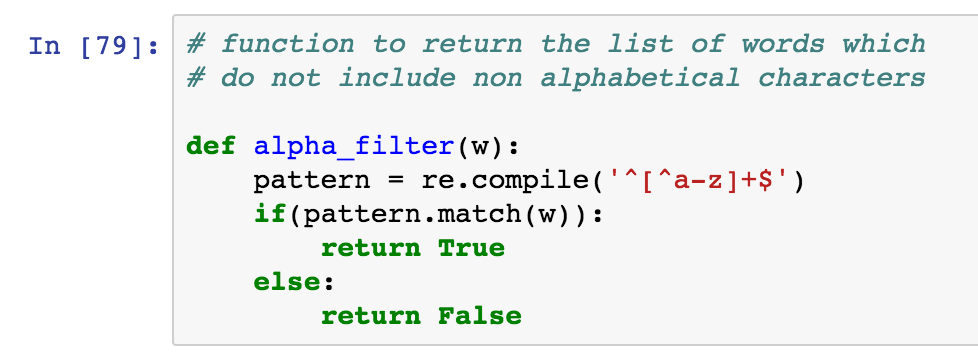 In [79]: # function to return the list of words which
# do not include non alphabetical characters
def alpha_filter(w):
    pattern = re.compile('^[^a-z]+$')
    if(pattern.match(w)):
        return True
    else:
        return False